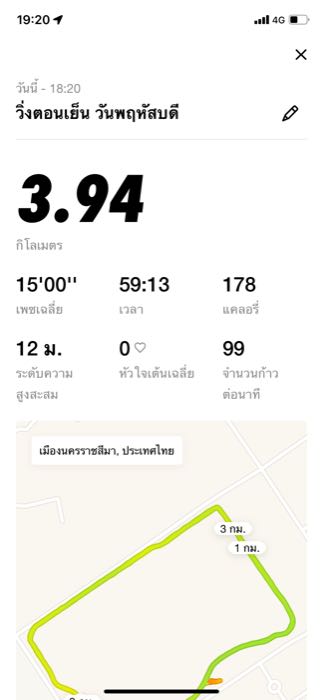 19:20
4G
วันนี้ - 18:20
วิ่งตอนเย็น วันพฤหัสบดี
3.94
กิโลเมตร
15'00'' 59:13 178
เพซเฉลี่ย เวลา แคลอรี่
12 ม. 0 99
ระดับความ หัวใจเต้นเฉลี่ย จำนวนก้าว
สูงสะสม ต่อนาที
เมืองนครราชสีมา, ประเทศไทย
3 กม.
1 กม.